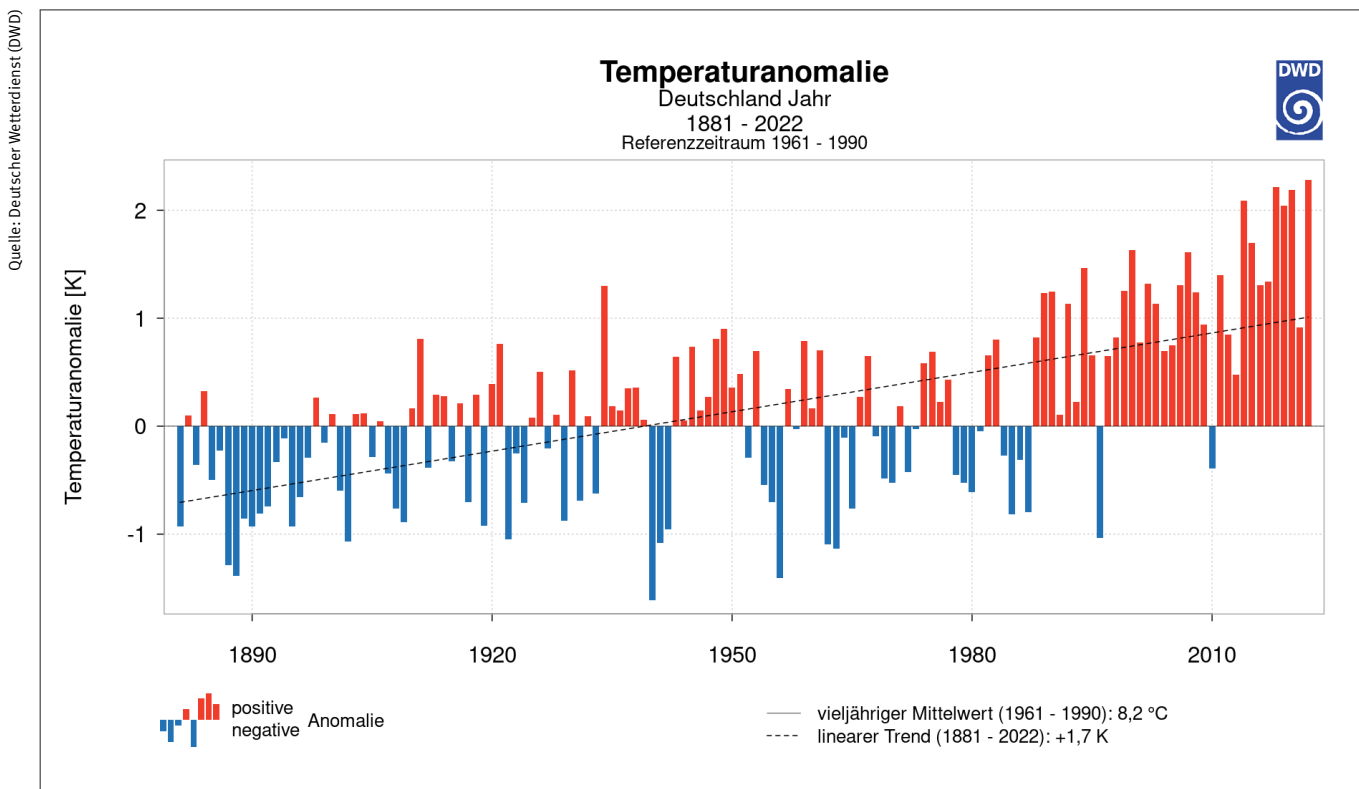 Quelle: Deutscher Wetterdienst (DWD)
Temperaturanomalie
Deutschland Jahr
1881 - 2022
Referenzzeitraum 1961 - 1990
DWD
Temperaturanomalie [K]
2
1
0
-1
1890 1920 1950 1980 2010
positive
negative
Anomalie
vieljähriger Mittelwert (1961 - 1990): 8,2 °C
linearer Trend (1881 - 2022): +1,7 K